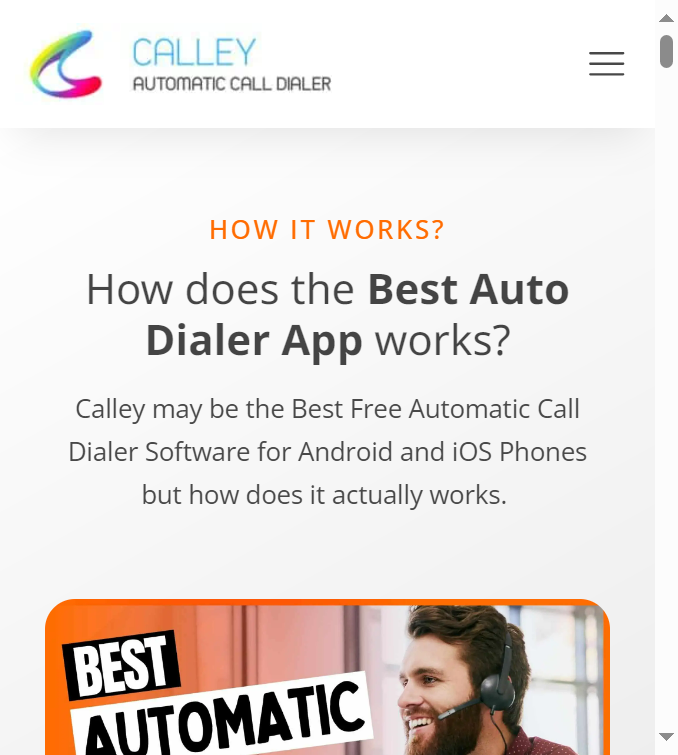 CALLEY
AUTOMATIC CALL DIALER
HOW IT WORKS?
How does the Best Auto
Dialer App works?
Calley may be the Best Free Automatic Call
Dialer Software for Android and iOS Phones
but how does it actually works.
BEST
AUTOMATIC